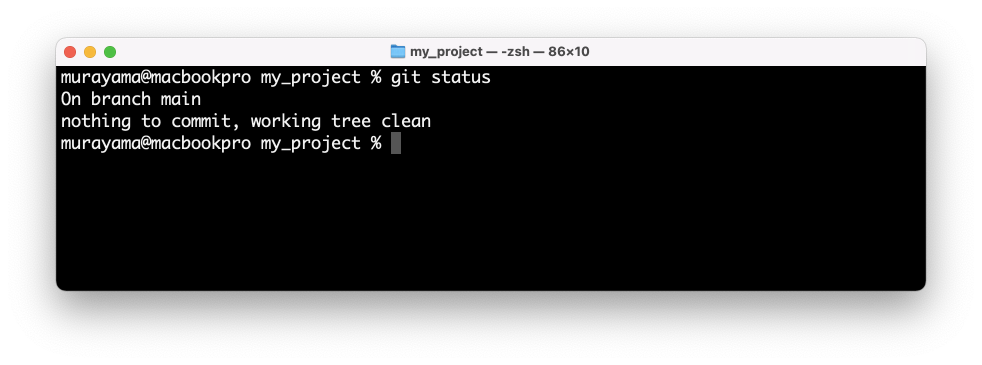 my_project — -zsh — 86×10
murayama@macbookpro my_project % git status
On branch main
nothing to commit, working tree clean
murayama@macbookpro my_project %